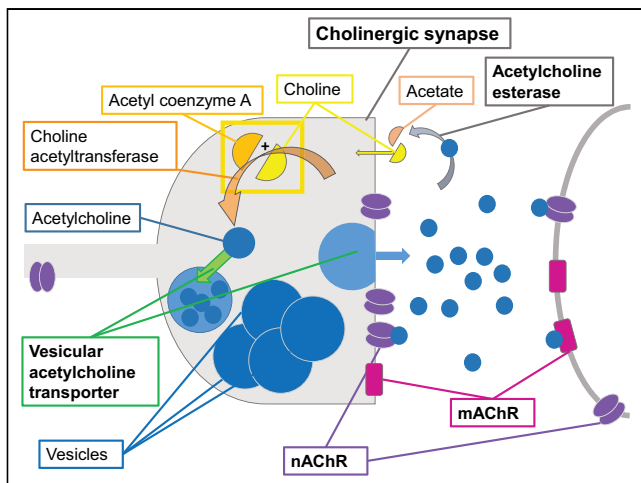 Cholinergic synapse
Acetyl coenzyme A
Choline
Acetate
Acetylcholine
esterase
Choline
acetyltransferase
+
Acetylcholine
Vesicular
acetylcholine
transporter
mAChR
Vesicles
nAChR